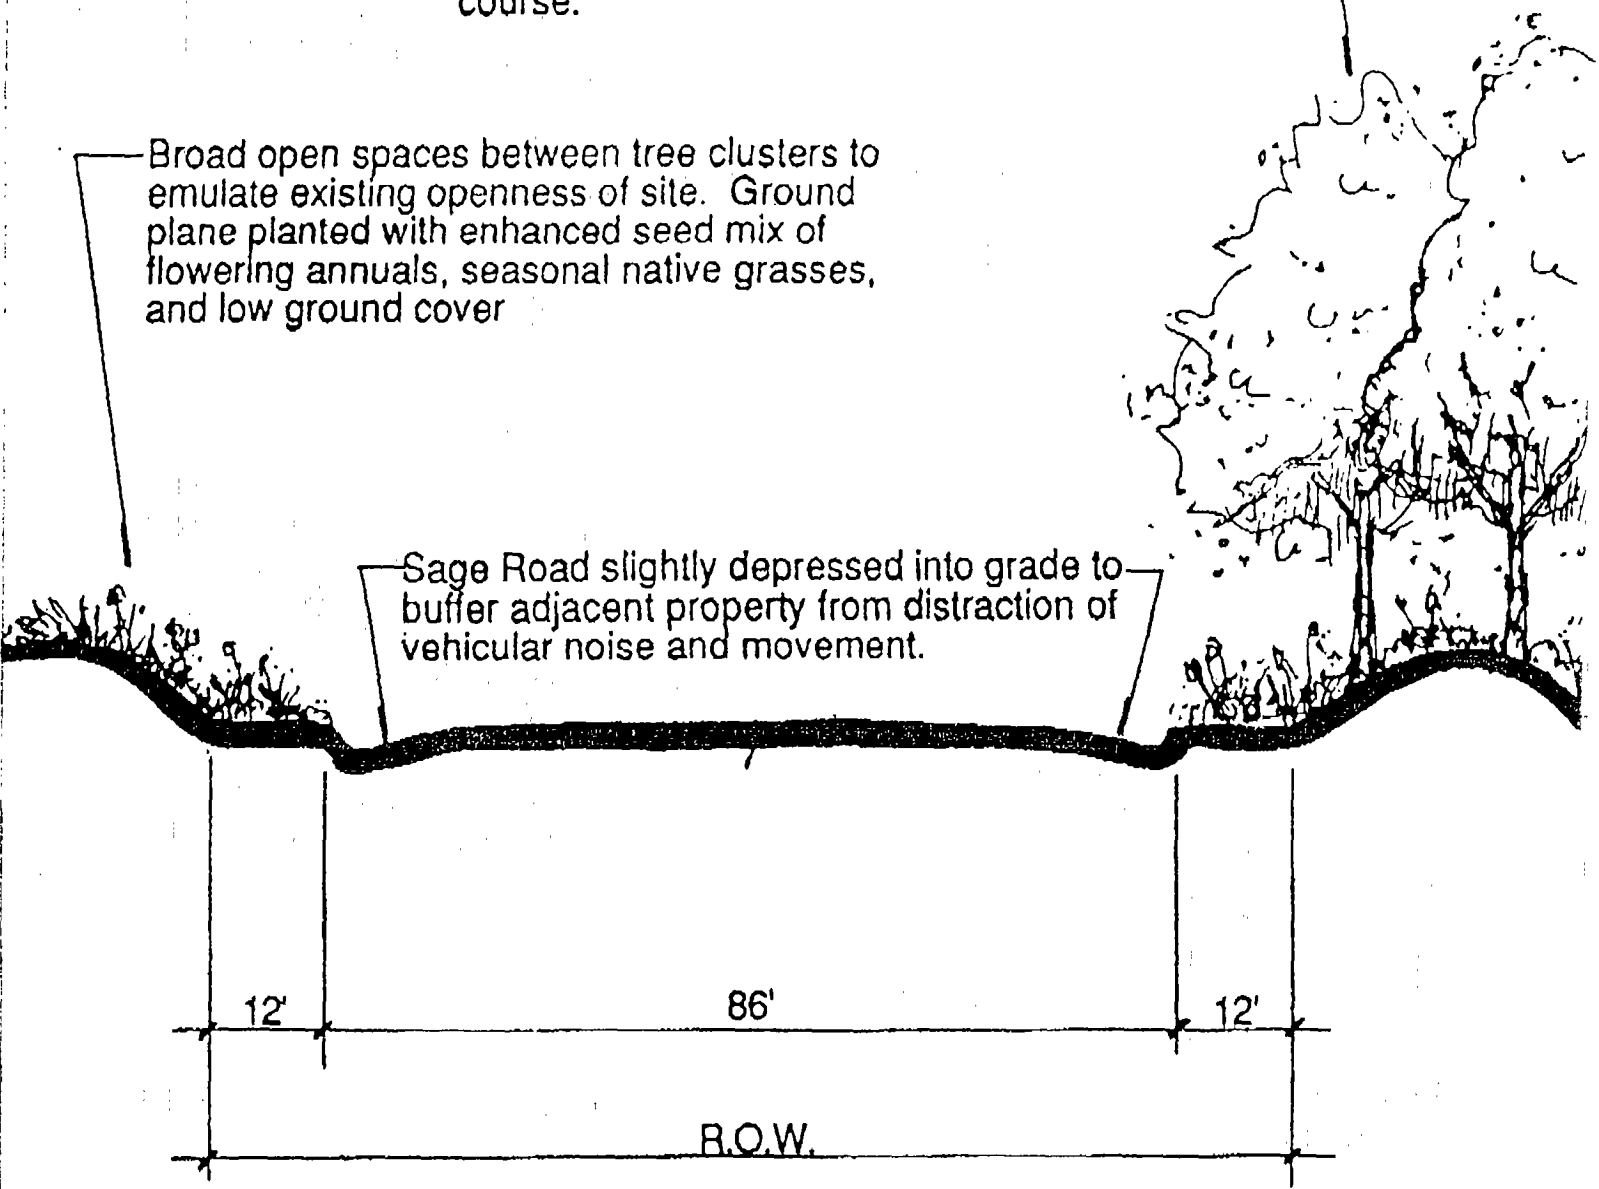 course.
Broad open spaces between tree clusters to
emulate existing openness of site. Ground
plane planted with enhanced seed mix of
flowering annuals, seasonal native grasses,
and low ground cover
Sage Road slightly depressed into grade to
buffer adjacent property from distraction of
vehicular noise and movement.
12'
86'
12'
R.O.W.